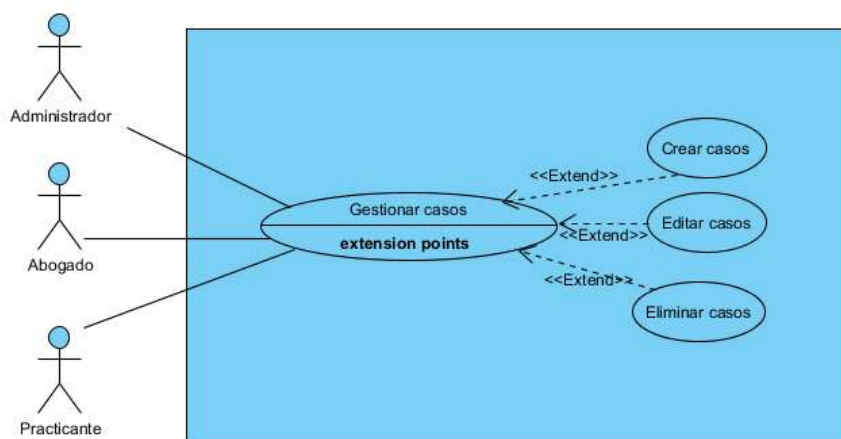 Administrador
Abogado
Practicante
Gestionar casos
extension points
<<Extend>>
Crear casos
<<Extend>>
Editar casos
<<Extend>>
Eliminar casos